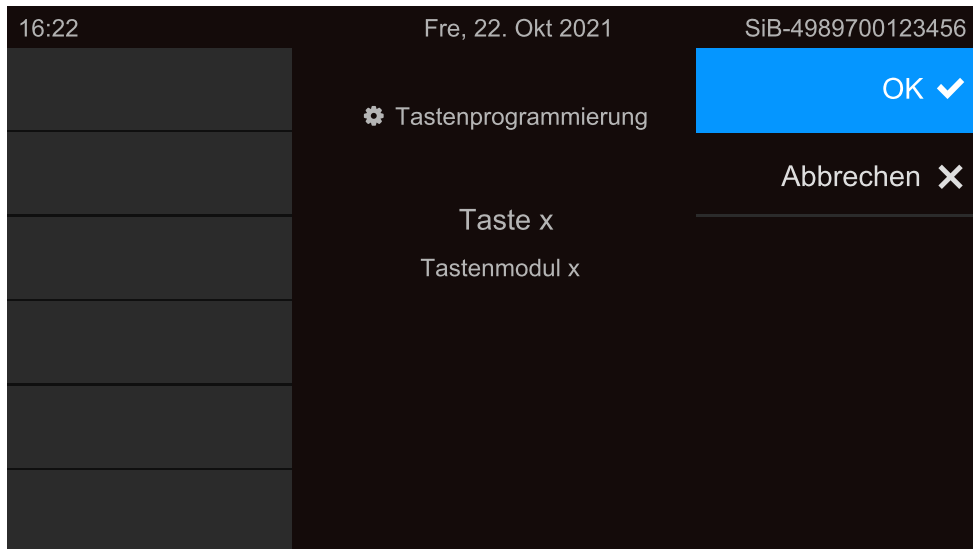 16:22 Fre, 22. Okt 2021 SiB-4989700123456
OK
Tastenprogrammierung
Abbrechen
Taste x
Tastenmodul x